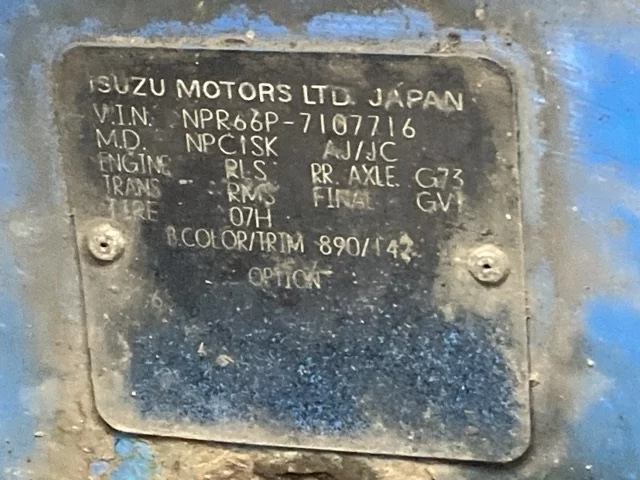 ISUZU MOTORS LTD. JAPAN
V.I.N. NPR66P-7107716
M.D. NPC1SK AJ/JC
ENGINE RLS RR. AXLE G73
TRANS RMS FINAL GV1
TIRE 07H
B.COLOR/TRIM 890/147
OPTION